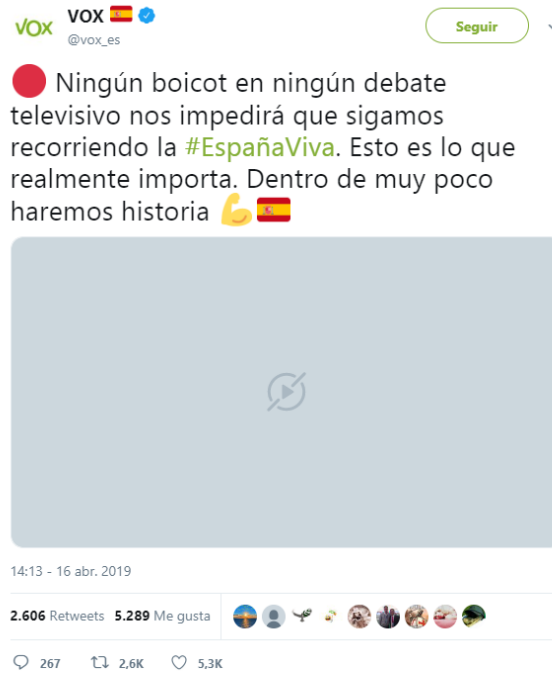 VOX
VOX
@vox_es
Seguir
Ningún boicot en ningún debate
televisivo nos impedirá que sigamos
recorriendo la #EspañaViva. Esto es lo que
realmente importa. Dentro de muy poco
haremos historia
14:13 - 16 abr. 2019
2.606 Retweets 5.289 Me gusta
267 2,6K 5,3K